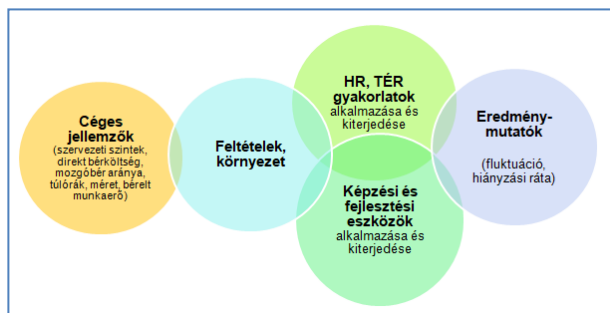 Céges
jellemzők
(szervezeti szintek,
direkt bérköltség,
mozgóbér aránya,
túlórák, méret, bérelt
munkaerő)
Feltételek,
környezet
HR, TÉR
gyakorlatok
alkalmazása és
kiterjedése
Képzési és
fejlesztési
eszközök
alkalmazása és
kiterjedése
Eredmény-
mutatók
(fluktuáció,
hiányzási ráta)